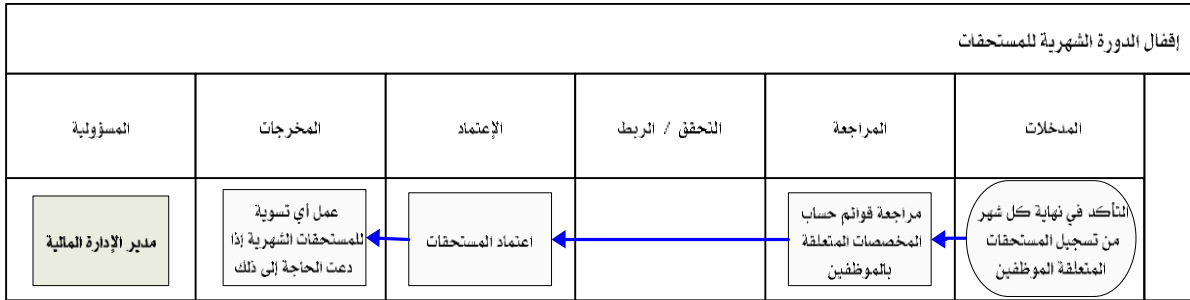 إقفال الدورة الشهرية للمستحقات
المدخلات
المراجعة
التحقق / الربط
الإعتماد
المخرجات
المسؤولية
التأكد في نهاية كل شهر
من تسجيل المستحقات
المتعلقة الموظفين
مراجعة قوائم حساب
المخصصات المتعلقة
بالموظفين
اعتماد المستحقات
عمل أي تسوية
للمستحقات الشهرية إذا
دعت الحاجة إلى ذلك
مدير الإدارة المالية